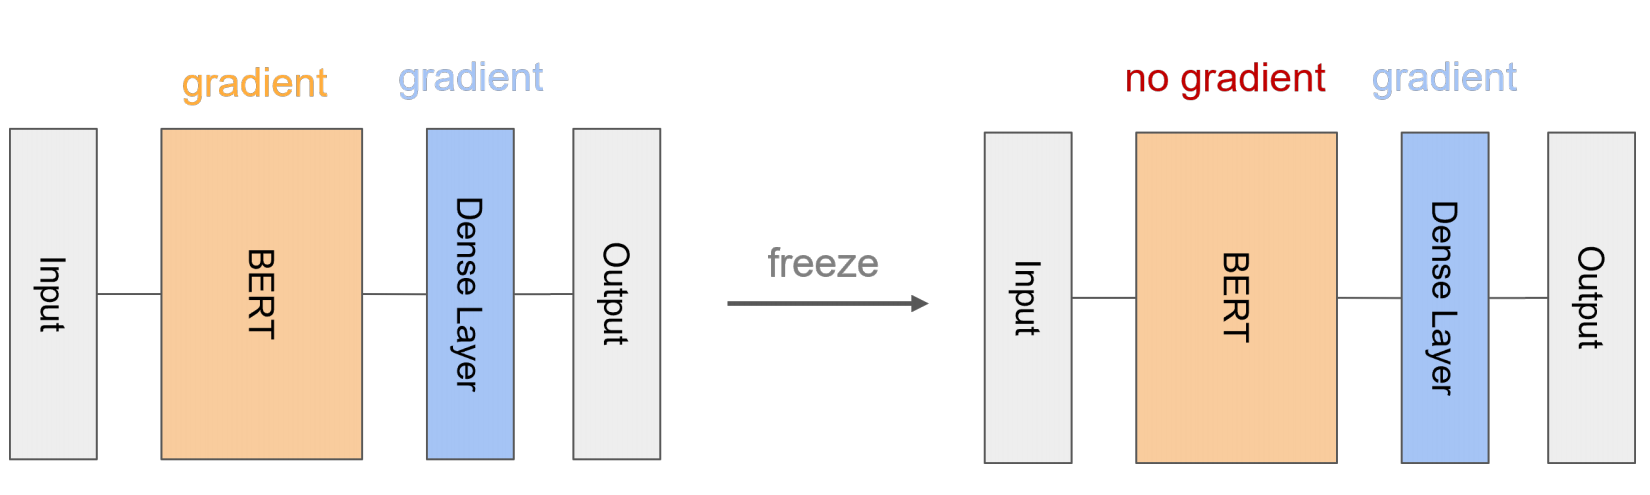 gradient
gradient
Input
BERT
Dense Layer
Output
freeze
no gradient
gradient
Input
BERT
Dense Layer
Output